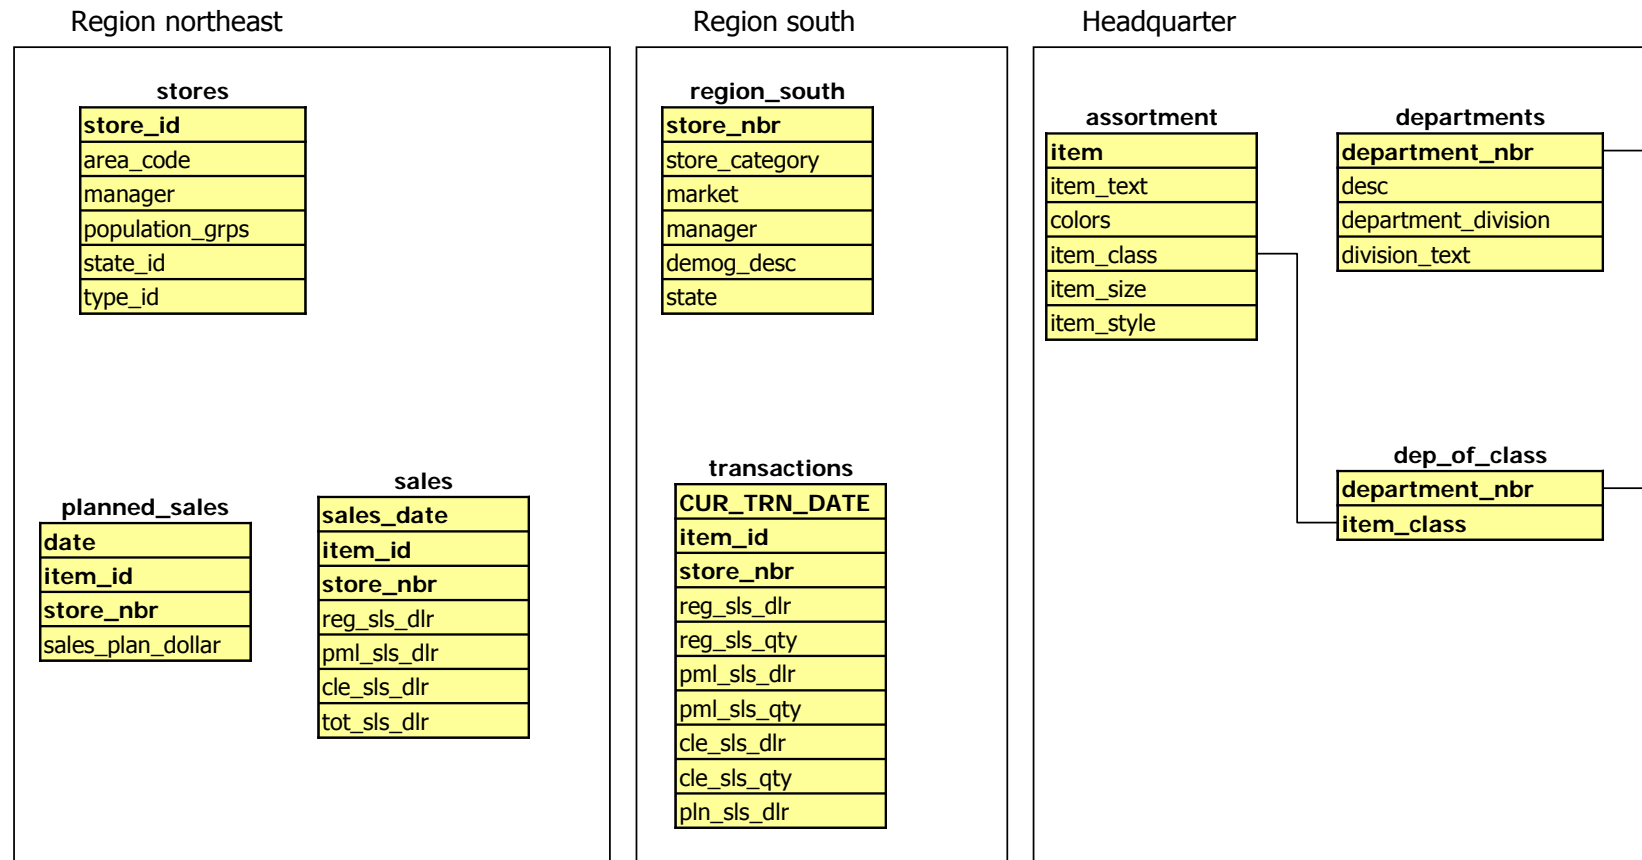 Region northeast
stores
store_id
area_code
manager
population_grps
state_id
type_id
planned_sales
date
item_id
store_nbr
sales_plan_dollar
sales
sales_date
item_id
store_nbr
reg_sls_dlr
pml_sls_dlr
cle_sls_dlr
tot_sls_dlr
Region south
region_south
store_nbr
store_category
market
manager
demog_desc
state
transactions
CUR_TRN_DATE
item_id
store_nbr
reg_sls_dlr
reg_sls_qty
pml_sls_dlr
pml_sls_qty
cle_sls_dlr
cle_sls_qty
pln_sls_dlr
Headquarter
assortment
item
item_text
colors
item_class
item_size
item_style
departments
department_nbr
desc
department_division
division_text
dep_of_class
department_nbr
item_class